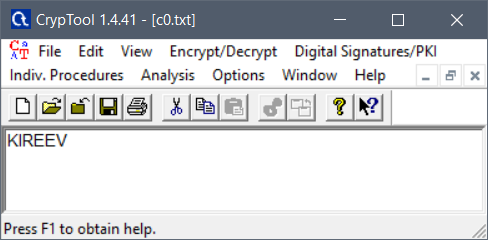 CrypTool 1.4.41 - [c0.txt]
File Edit View Encrypt/Decrypt Digital Signatures/PKI
Indiv. Procedures Analysis Options Window Help
KIREEV
Press F1 to obtain help.